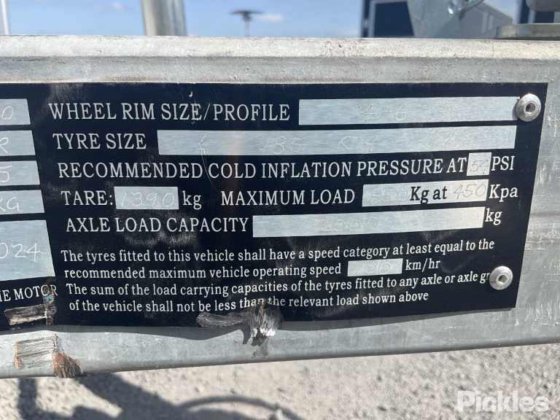 WHEEL RIM SIZE/PROFILE
TYRE SIZE
RECOMMENDED COLD INFLATION PRESSURE AT PSI
TARE: 1390 kg MAXIMUM LOAD Kg at 450 Kpa
AXLE LOAD CAPACITY kg
The tyres fitted to this vehicle shall have a speed category at least equal to the
recommended maximum vehicle operating speed km/hr
The sum of the load carrying capacities of the tyres fitted to any axle or axle
of the vehicle shall not be less than the relevant load shown above
MOTOR
Pickles